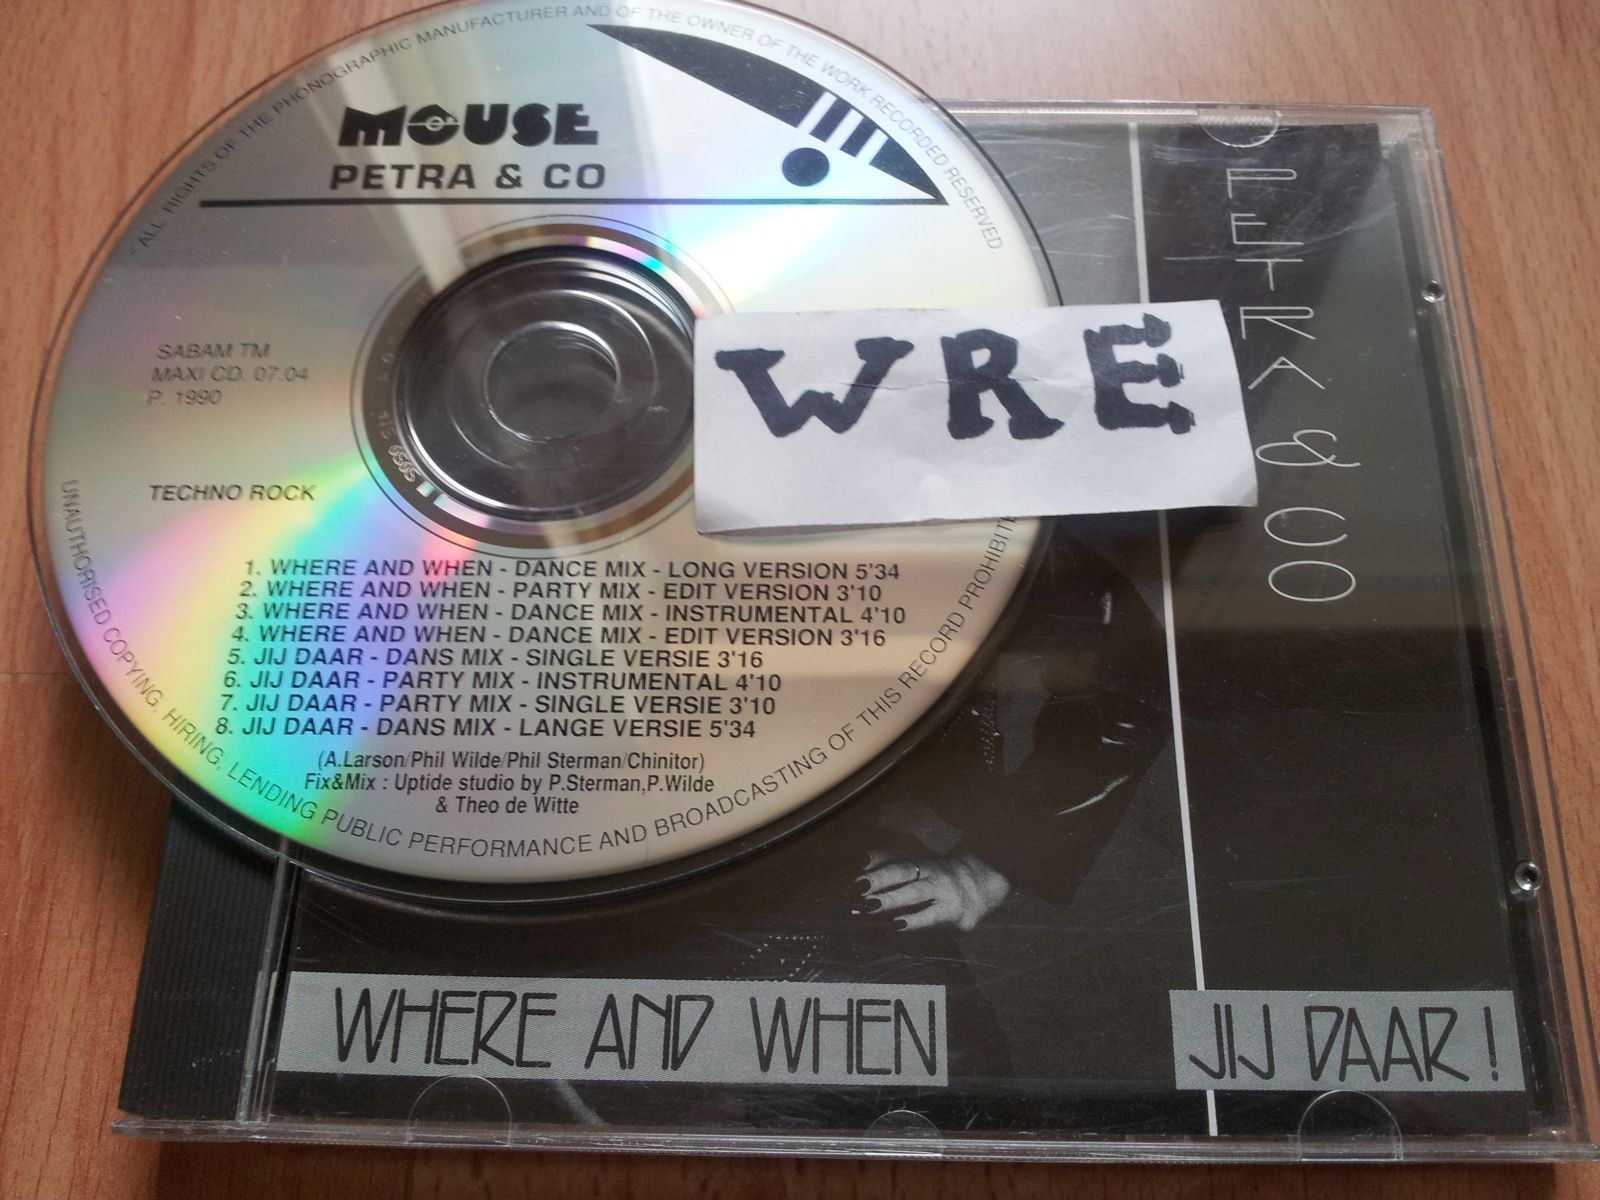 ALL RIGHTS OF THE PHONOGRAPHIC MANUFACTURER AND OF THE OWNER OF THE WORK RECORDED RESERVED.
MOUSE
PETRA & CO
SABAM TM
MAXI CD. 07.04
P. 1990
TECHNO ROCK
1. WHERE AND WHEN - DANCE MIX - LONG VERSION 5'34
2. WHERE AND WHEN - PARTY MIX - EDIT VERSION 3'10
3. WHERE AND WHEN - DANCE MIX - INSTRUMENTAL 4'10
4. WHERE AND WHEN - DANCE MIX - EDIT VERSION 3'16
5. JIJ DAAR - DANS MIX - SINGLE VERSIE 3'16
6. JIJ DAAR - PARTY MIX - INSTRUMENTAL 4'10
7. JIJ DAAR - PARTY MIX - SINGLE VERSIE 3'10
8. JIJ DAAR - DANS MIX - LANGE VERSIE 5'34
(A.Larson/Phil Wilde/Phil Sterman/Chinitor)
Fix&Mix : Uptide studio by P.Sterman,P.Wilde
& Theo de Witte
UNAUTHORISED COPYING, HIRING, LENDING PUBLIC PERFORMANCE AND BROADCASTING OF THIS RECORD PROHIBIT
WRE
PETRA & CO
WHERE AND WHEN
JIJ DAAR!